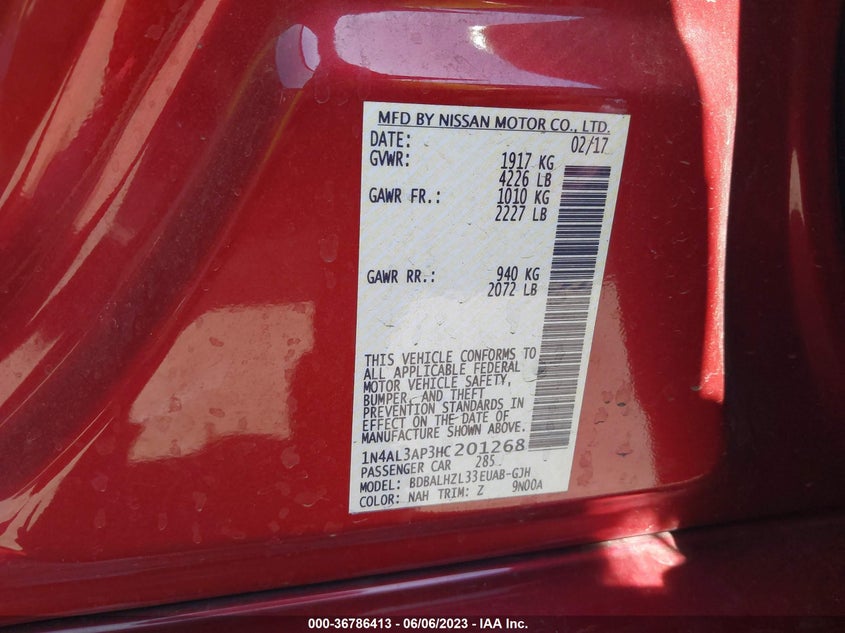 MFD BY NISSAN MOTOR CO., LTD.
DATE: 02/17
GVWR: 1917 KG
4226 LB
GAWR FR.: 1010 KG
2227 LB
GAWR RR.: 940 KG
2072 LB
THIS VEHICLE CONFORMS TO
ALL APPLICABLE FEDERAL
MOTOR VEHICLE SAFETY,
BUMPER, AND THEFT
PREVENTION STANDARDS IN
EFFECT ON THE DATE OF
MANUFACTURE SHOWN ABOVE.
1N4AL3AP3HC201268
PASSENGER CAR 285
MODEL: BDBALHZL33EUAB-GJH
COLOR: NAH TRIM: Z 9N00A
000-36786413 - 06/06/2023 - IAA Inc.